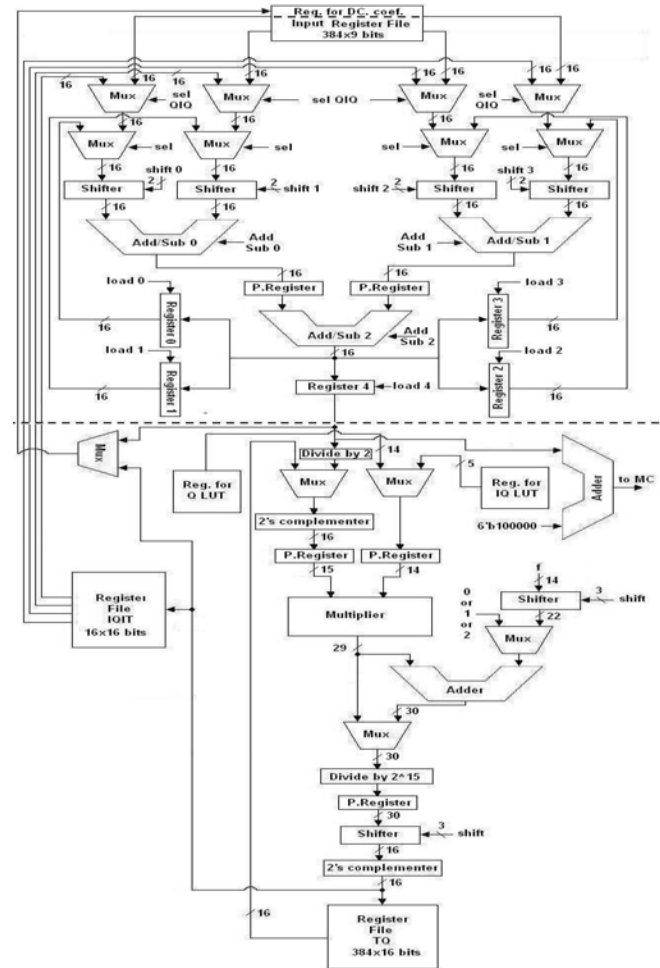 Reg. for DC. coef.
Input Register File
384x9 bits
16 16 16 16 16 16 16 16
Mux Mux Mux Mux
sel QIQ sel QIQ sel QIQ
16 16 16 16
Mux Mux Mux Mux
sel sel sel sel
16 16 16 16
shift 0 shift 3
Shifter 2 Shifter 2 shift 1 shift 2 2 Shifter 2 Shifter
16 16 16 16
Add/Sub 0 Add Sub 0 Add Sub 1 Add/Sub 1
16 16
P.Register P.Register
load 0 load 3
Register 0 Register 3
Add/Sub 2 Add Sub 2
16 16 16
load 1 load 2
Register 1 Register 2
Register 4 load 4
16 16
Mux
Divide by 2 14
Reg. for Q LUT
Mux Mux
5
Reg. for IQ LUT
Adder to MC
6'b100000
2's complementer
16
P.Register P.Register
15 14
f
14
Shifter 3 shift
0 or 1 or 2
22
Mux
Register File IQIT 16x16 bits
Multiplier
29
Adder
30
Mux
30
Divide by 2^15
P.Register
30
Shifter 3 shift
16
2's complementer
16
16
Register File TQ 384x16 bits